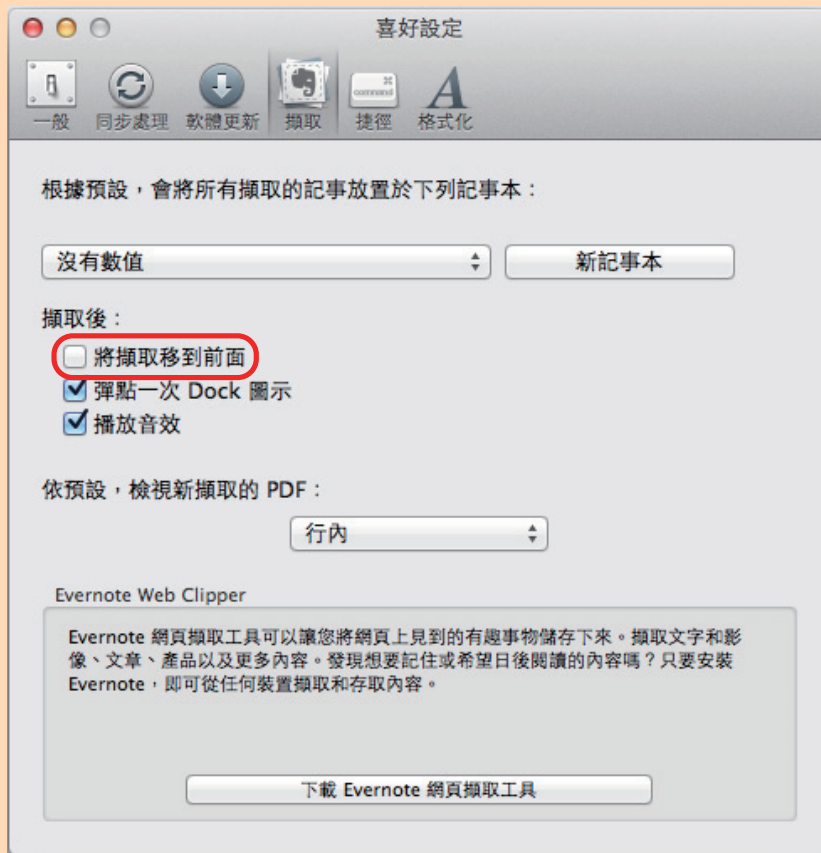 喜好設定
一般 同步處理 軟體更新 擷取 捷徑 格式化
command
根據預設，會將所有擷取的記事放置於下列記事本：
沒有數值 新記事本
擷取後：
將擷取移到前面
彈點一次 Dock 圖示
播放音效
依預設，檢視新擷取的 PDF：
行內
Evernote Web Clipper
Evernote 網頁擷取工具可以讓您將網頁上見到的有趣事物儲存下來。擷取文字和影
像、文章、產品以及更多內容。發現想要記住或希望日後閱讀的內容嗎？只要安裝
Evernote，即可從任何裝置擷取和存取內容。
下載 Evernote 網頁擷取工具